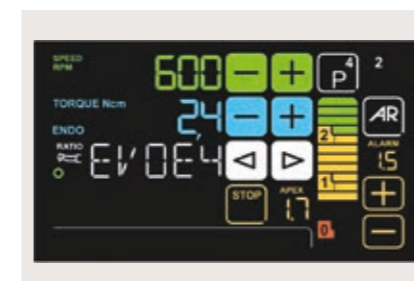 SPEED RPM 600 − + P4 2
TORQUE Ncm 2,4 − + AR
ENDO
RATIO EVOE4 2 ALARM 1.5
STOP APEX 1.7 1 +
0 −